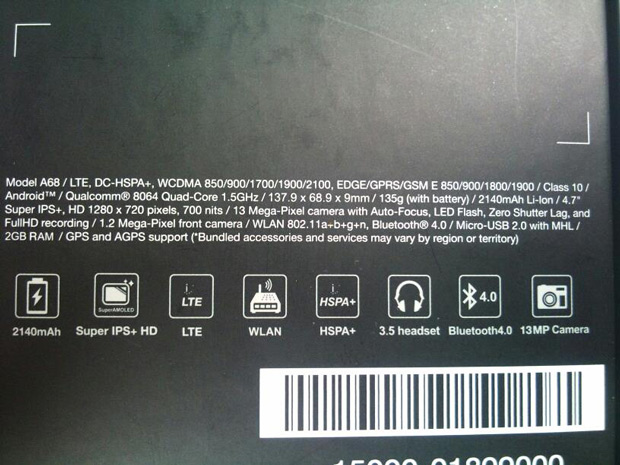 Model A68 / LTE, DC-HSPA+, WCDMA 850/900/1700/1900/2100, EDGE/GPRS/GSM E 850/900/1800/1900 / Class 10 /
Android™ / Qualcomm® 8064 Quad-Core 1.5GHz / 137.9 x 68.9 x 9mm / 135g (with battery) / 2140mAh Li-Ion / 4.7"
Super IPS+, HD 1280 x 720 pixels, 700 nits / 13 Mega-Pixel camera with Auto-Focus, LED Flash, Zero Shutter Lag, and
FullHD recording / 1.2 Mega-Pixel front camera / WLAN 802.11a+b+g+n, Bluetooth® 4.0 / Micro-USB 2.0 with MHL /
2GB RAM / GPS and AGPS support (*Bundled accessories and services may vary by region or territory)
SuperAMOLED LTE HSPA+ 4.0
2140mAh Super IPS+ HD LTE WLAN HSPA+ 3.5 headset Bluetooth4.0 13MP Camera